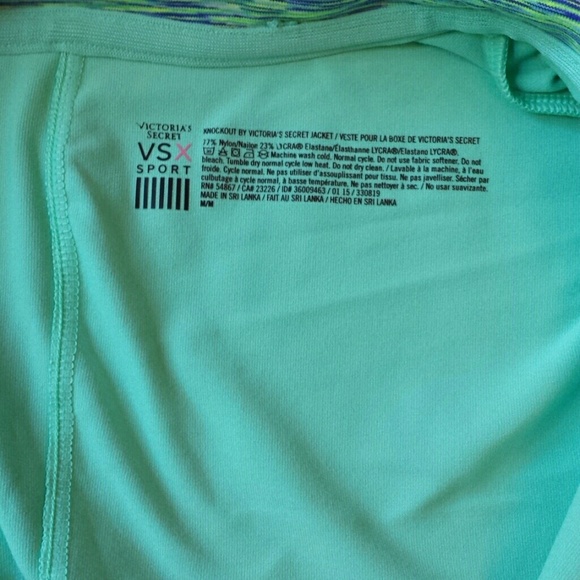 VICTORIA'S
SECRET
VSX
SPORT
KNOCKOUT BY VICTORIA'S SECRET JACKET / VESTE POUR LA BOXE DE VICTORIA'S SECRET
77% Nylon/Nailon 23% LYCRA® Elastane/Élasthanne LYCRA®/Elastano LYCRA®.
Machine wash cold. Normal cycle. Do not use fabric softener. Do not
bleach. Tumble dry normal cycle low heat. Do not dry clean. / Lavable à la machine, à l'eau
froide. Cycle normal. Ne pas utiliser d'assouplissant pour tissu. Ne pas javelliser. Sécher par
culbutage à cycle normal, à basse température. Ne pas nettoyer à sec. / No usar suavizante.
RN# 54867 / CA# 23226 / ID# 36009463 / 01 15 / 330819
MADE IN SRI LANKA / FAIT AU SRI LANKA / HECHO EN SRI LANKA
M/M